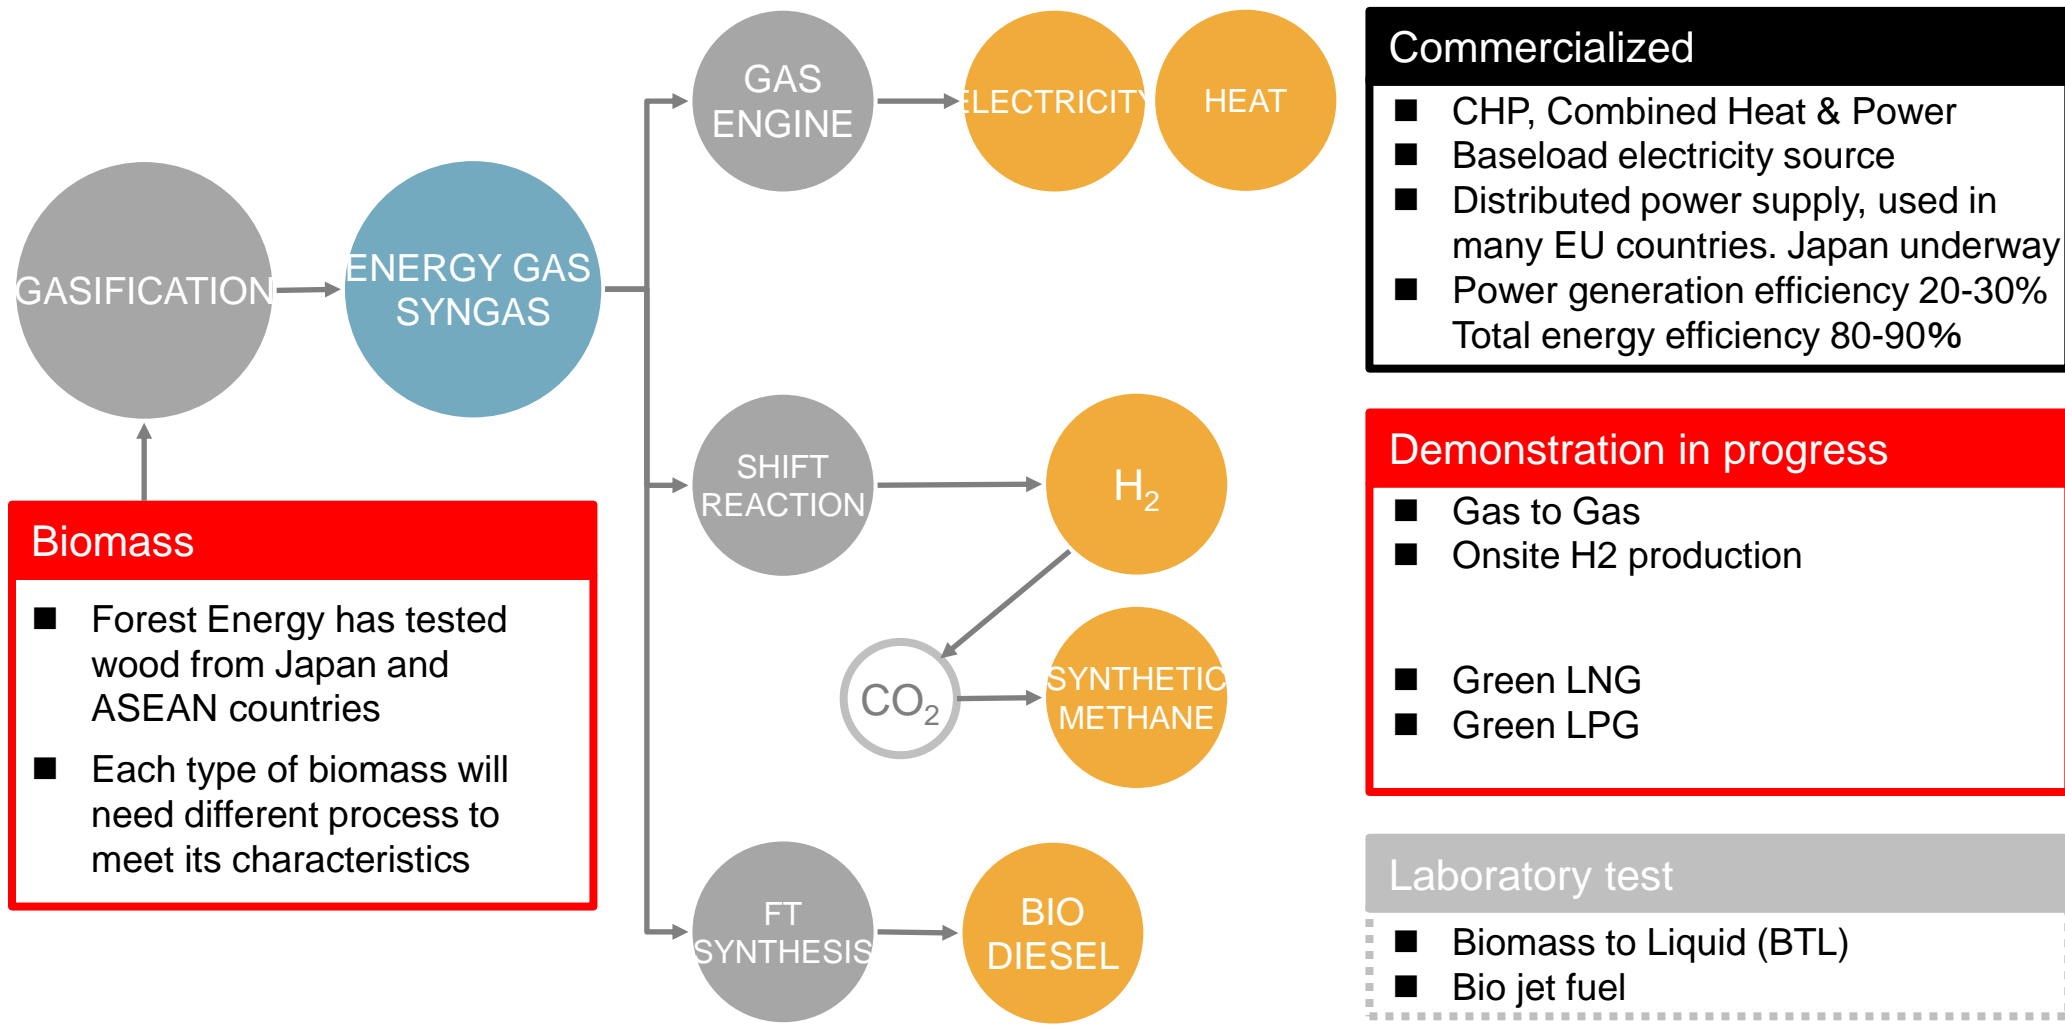 GASIFICATION
ENERGY GAS
SYNGAS
GAS
ENGINE
ELECTRICITY
HEAT
SHIFT
REACTION
H₂
CO₂
SYNTHETIC
METHANE
FT
SYNTHESIS
BIO
DIESEL
Biomass
■ Forest Energy has tested
wood from Japan and
ASEAN countries
■ Each type of biomass will
need different process to
meet its characteristics
Commercialized
■ CHP, Combined Heat & Power
■ Baseload electricity source
■ Distributed power supply, used in
many EU countries. Japan underway
■ Power generation efficiency 20-30%
Total energy efficiency 80-90%
Demonstration in progress
■ Gas to Gas
■ Onsite H2 production
■ Green LNG
■ Green LPG
Laboratory test
■ Biomass to Liquid (BTL)
■ Bio jet fuel